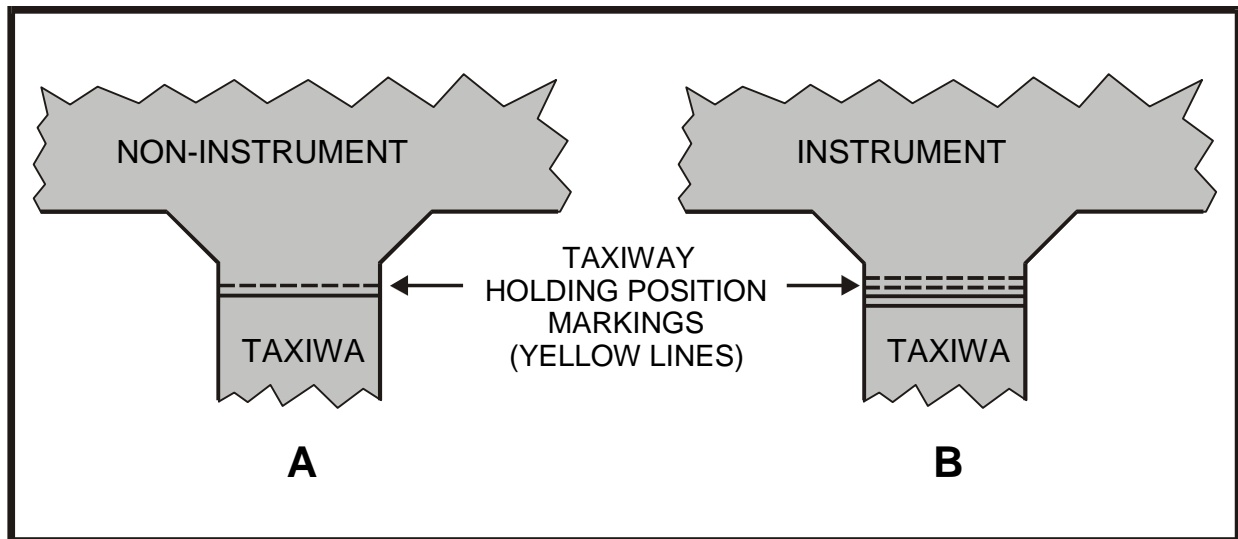 NON-INSTRUMENT
INSTRUMENT
TAXIWAY
HOLDING POSITION
MARKINGS
(YELLOW LINES)
TAXIWA
TAXIWA
A
B